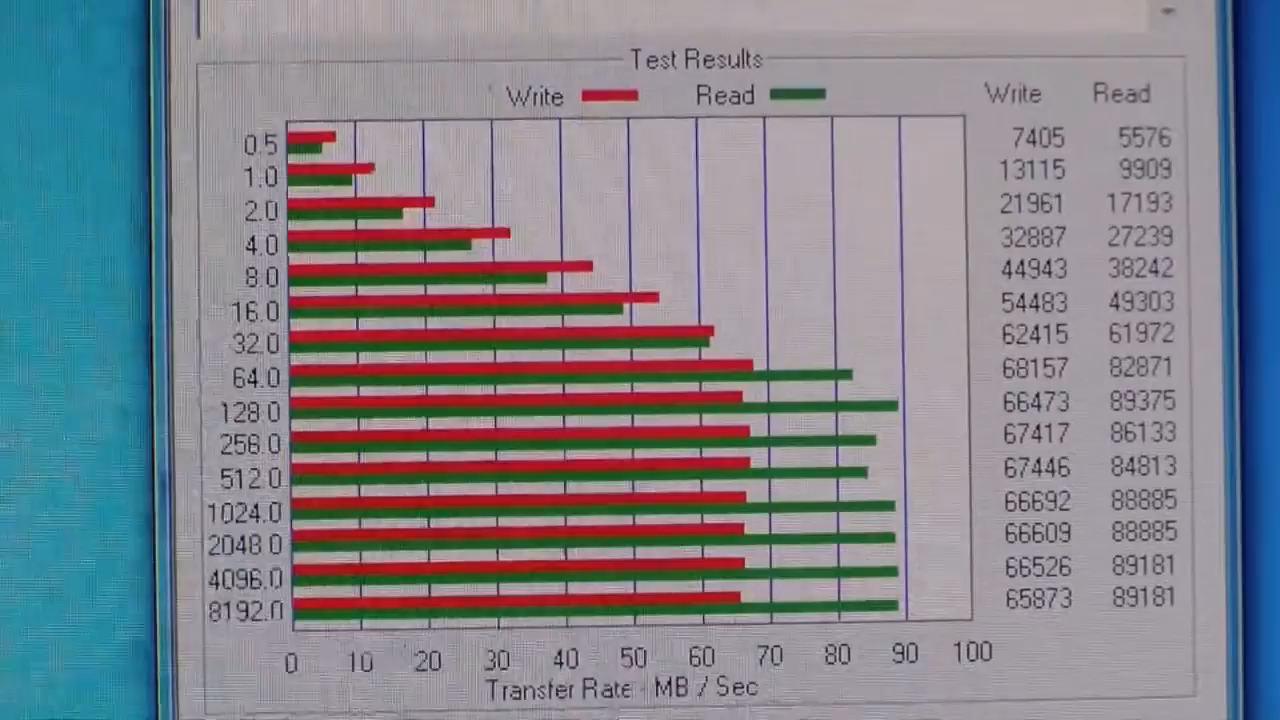 Test Results
Write Read Write Read
0.5 7405 5576
1.0 13115 9909
2.0 21961 17193
4.0 32887 27239
8.0 44943 38242
16.0 54483 49303
32.0 62415 61972
64.0 68157 82871
128.0 66473 89375
256.0 67417 86133
512.0 67446 84813
1024.0 66692 88885
2048.0 66609 88885
4096.0 66526 89181
8192.0 65873 89181
0 10 20 30 40 50 60 70 80 90 100
Transfer Rate - MB / Sec